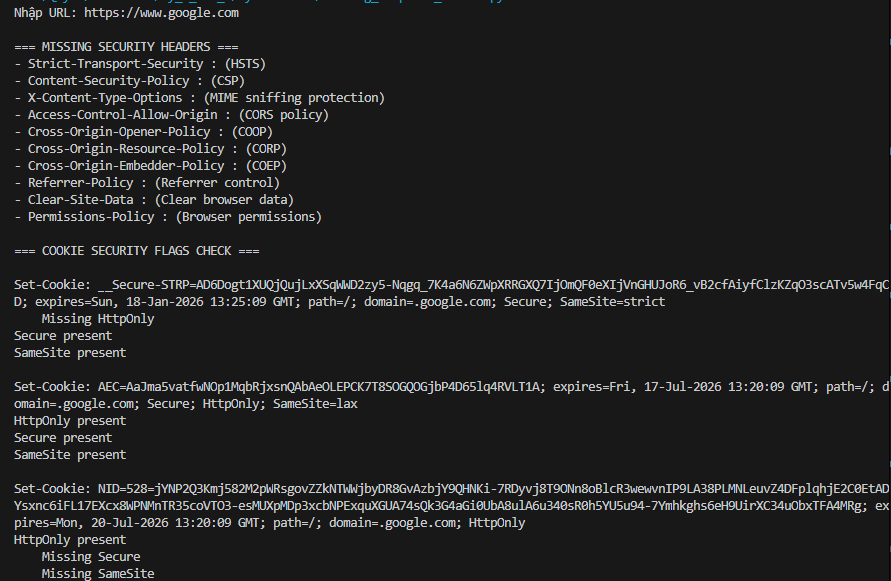 Nhập URL: https://www.google.com
=== MISSING SECURITY HEADERS ===
- Strict-Transport-Security : (HSTS)
- Content-Security-Policy : (CSP)
- X-Content-Type-Options : (MIME sniffing protection)
- Access-Control-Allow-Origin : (CORS policy)
- Cross-Origin-Opener-Policy : (COOP)
- Cross-Origin-Resource-Policy : (CORP)
- Cross-Origin-Embedder-Policy : (COEP)
- Referrer-Policy : (Referrer control)
- Clear-Site-Data : (Clear browser data)
- Permissions-Policy : (Browser permissions)
=== COOKIE SECURITY FLAGS CHECK ===
Set-Cookie: __Secure-STRP=AD6Dogt1XUQjQujLxXSqWWD2zy5-Nqgq_7K4a6N6ZWpXRRGXQ7IjOmQF0eXIjVnGHUJoR6_vB2cfAiyfClzKZqO3scATv5w4FqC
D; expires=Sun, 18-Jan-2026 13:25:09 GMT; path=/; domain=.google.com; Secure; SameSite=strict
Missing HttpOnly
Secure present
SameSite present
Set-Cookie: AEC=AaJma5vatfwNOp1MqbRjxsnQAbAeOLEPCK7T8SOGQOGjbP4D65lq4RVLT1A; expires=Fri, 17-Jul-2026 13:20:09 GMT; path=/; d
omain=.google.com; Secure; HttpOnly; SameSite=lax
HttpOnly present
Secure present
SameSite present
Set-Cookie: NID=528=jYNP2Q3Kmj582M2pWRsgovZZkNTWWjbyDR8GvAzbjY9QHNKi-7RDyvj8T9ONn8oBlcR3wewvnIP9LA38PLMNLeuvZ4DFplqhjE2C0EtAD
Ysxnc6iFL17EXcx8WPNMnTR35coVTO3-esMUXpMDp3xcbNPExquXGUA74sQk3G4aGi0UbA8ulA6u340sR0h5YU5u94-7Ymhkghs6eH9UirXC34uObxTFA4MRg; ex
pires=Mon, 20-Jul-2026 13:20:09 GMT; path=/; domain=.google.com; HttpOnly
HttpOnly present
Missing Secure
Missing SameSite